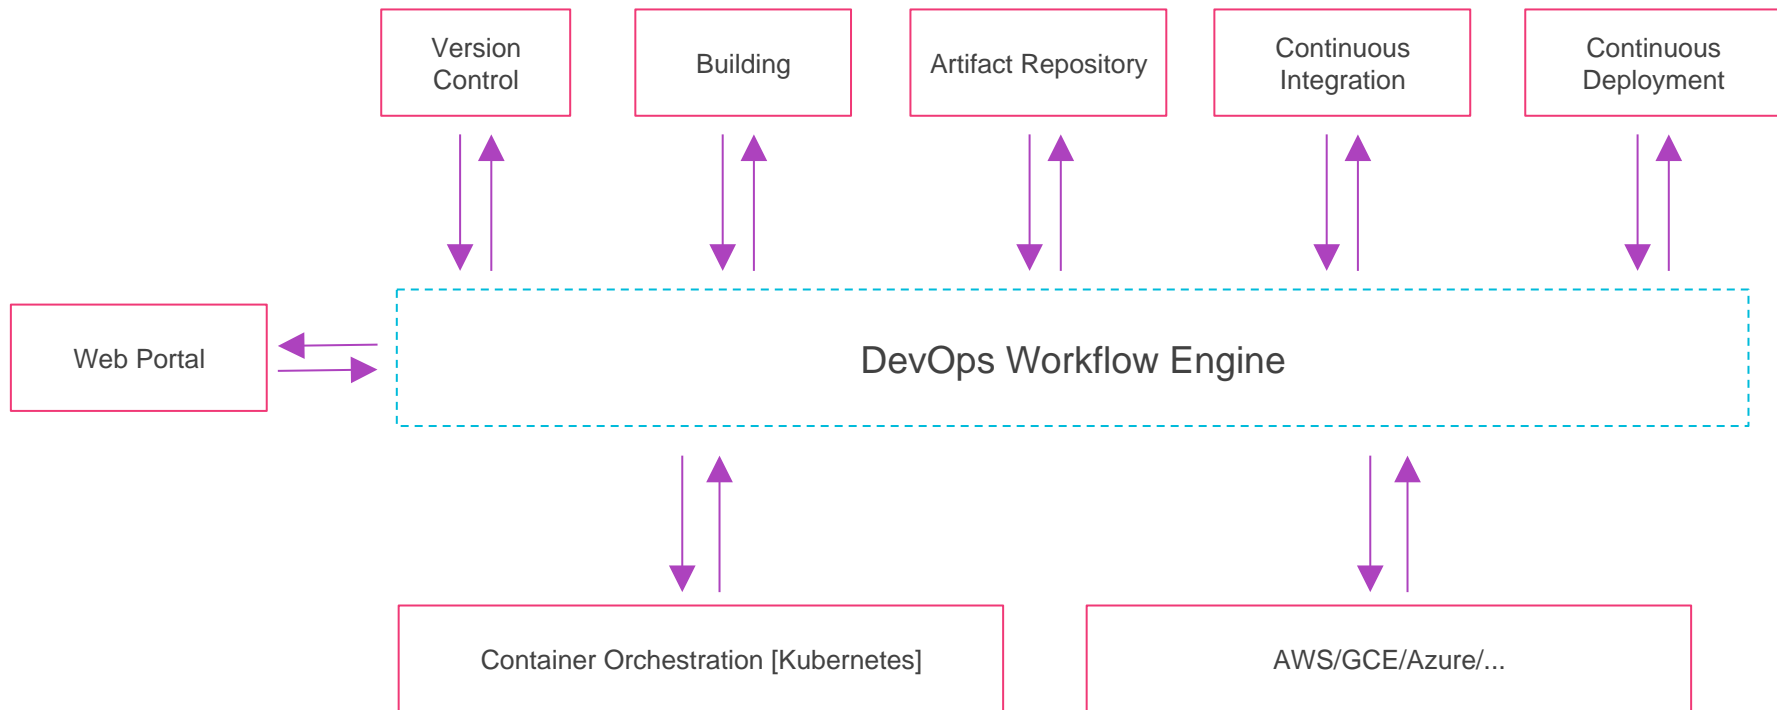 Version
Control
Building
Artifact Repository
Continuous
Integration
Continuous
Deployment
Web Portal
DevOps Workflow Engine
Container Orchestration [Kubernetes]
AWS/GCE/Azure/...